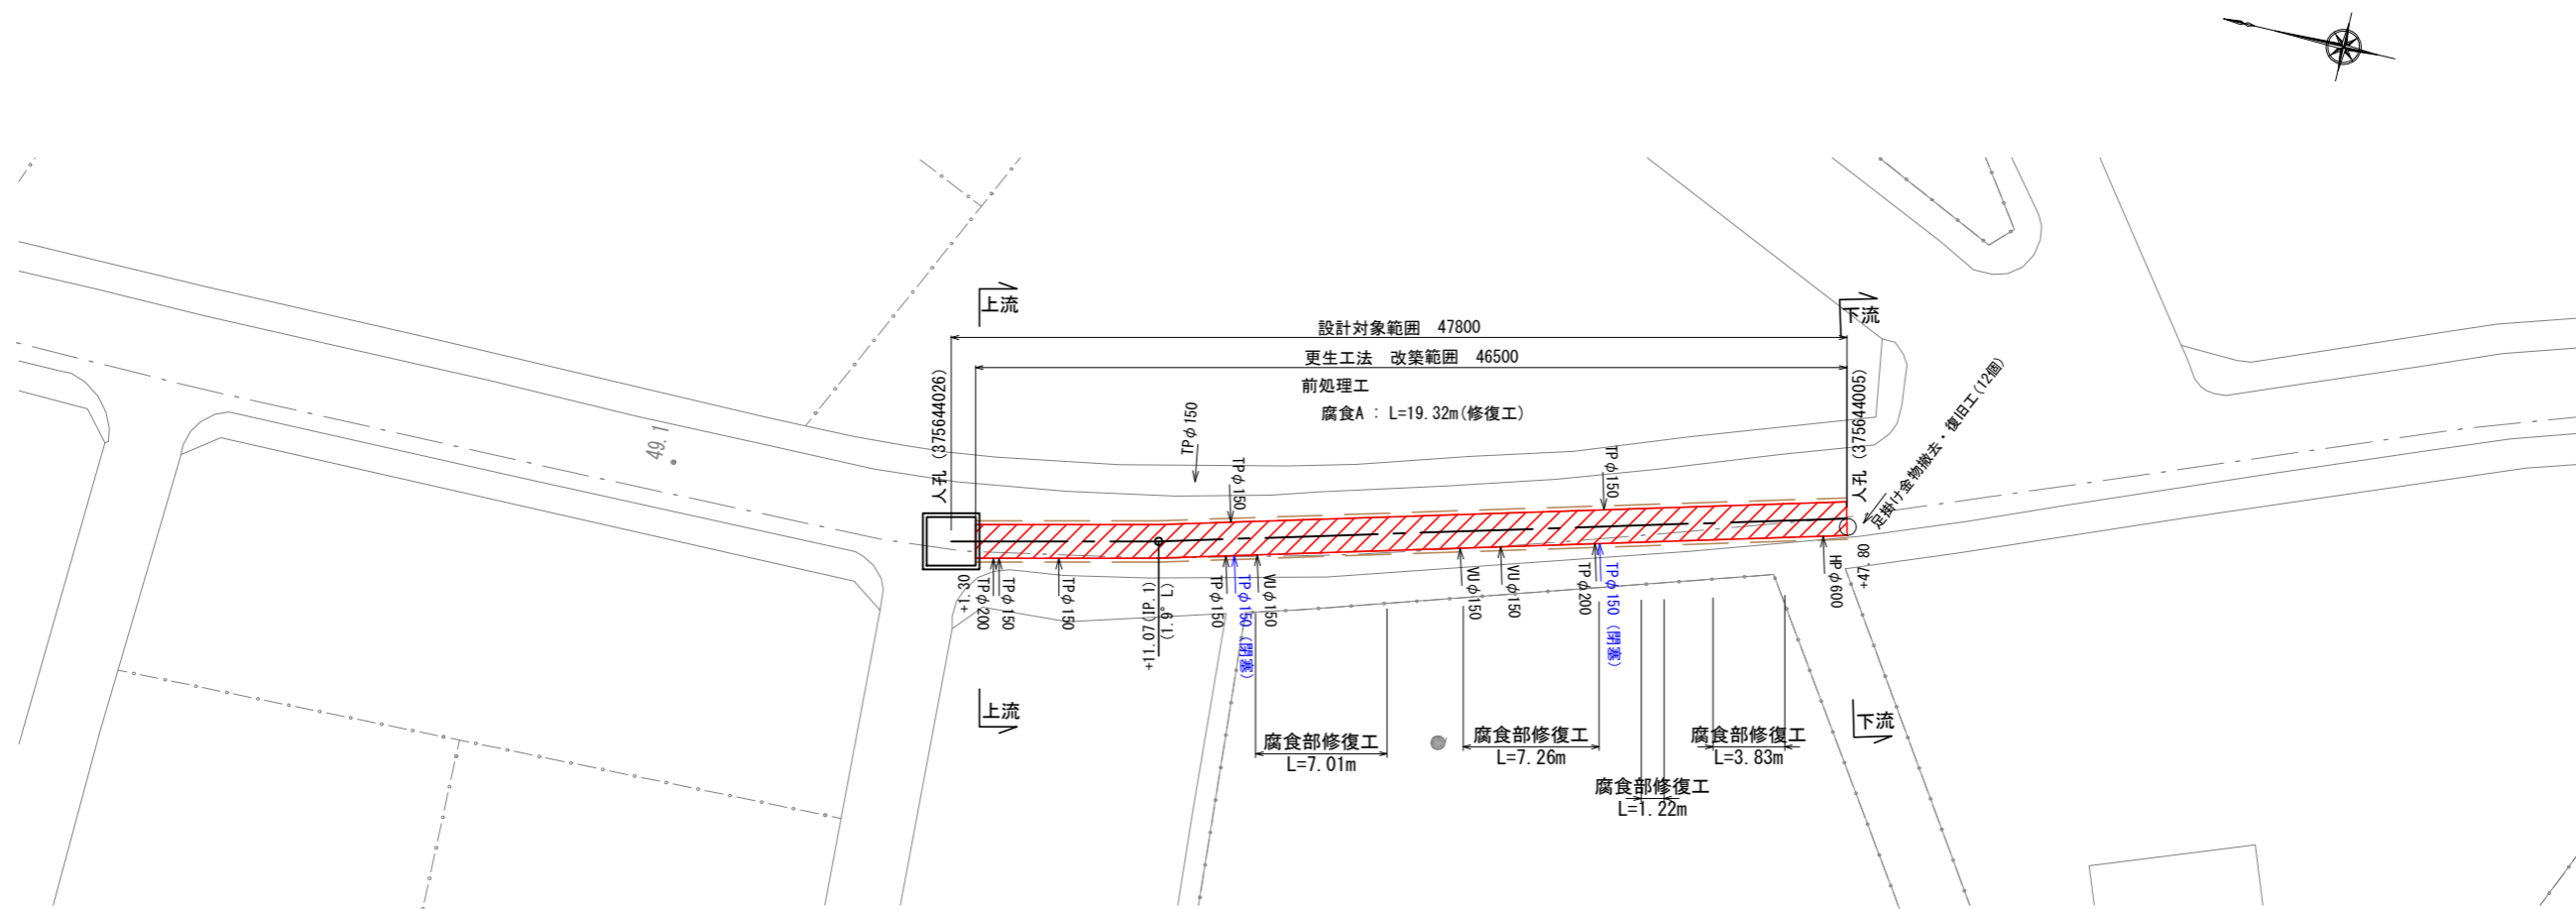 上流
下流
設計対象範囲　47800
更生工法　改築範囲　46500
前処理工
腐食A : L=19.32m(修復工)
人孔 (375644026)
人孔 (375644005)
足掛け金物撤去・復旧工(12個)
49.1
TPφ150
TPφ150
TPφ150
+1.30
TPφ200
TPφ150
TPφ150
+11.07(IP.1)
(1.9° L)
TPφ150
TPφ150 (閉塞)
VUφ150
VUφ150
VUφ150
TPφ200
TPφ150 (閉塞)
HPφ600
+47.80
上流
下流
腐食部修復工
L=7.01m
腐食部修復工
L=7.26m
腐食部修復工
L=3.83m
腐食部修復工
L=1.22m